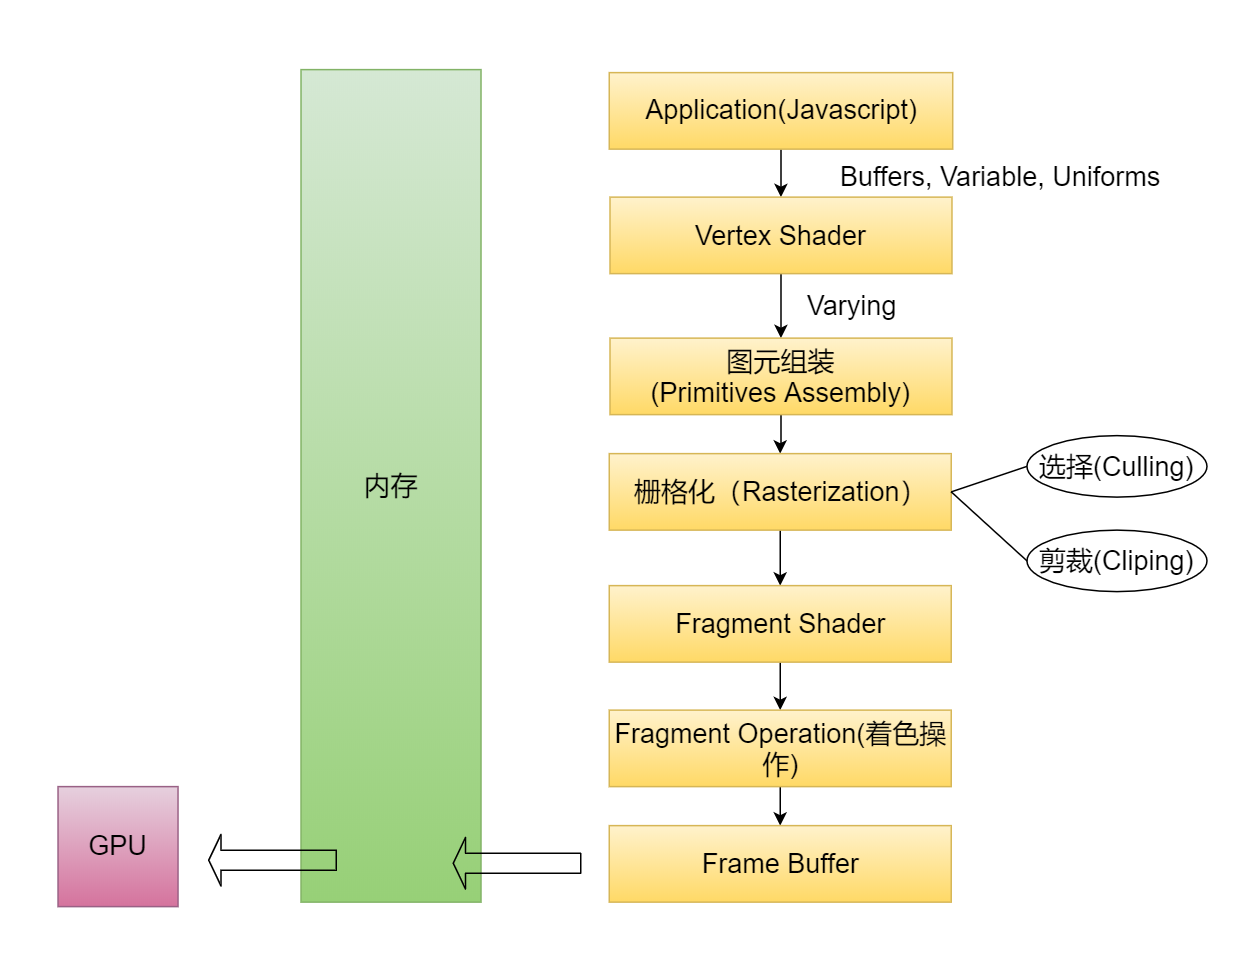 Application(Javascript)
Buffers, Variable, Uniforms
Vertex Shader
Varying
图元组装
(Primitives Assembly)
内存
栅格化（Rasterization）
选择(Culling)
剪裁(Cliping)
Fragment Shader
Fragment Operation(着色操
作)
GPU
Frame Buffer